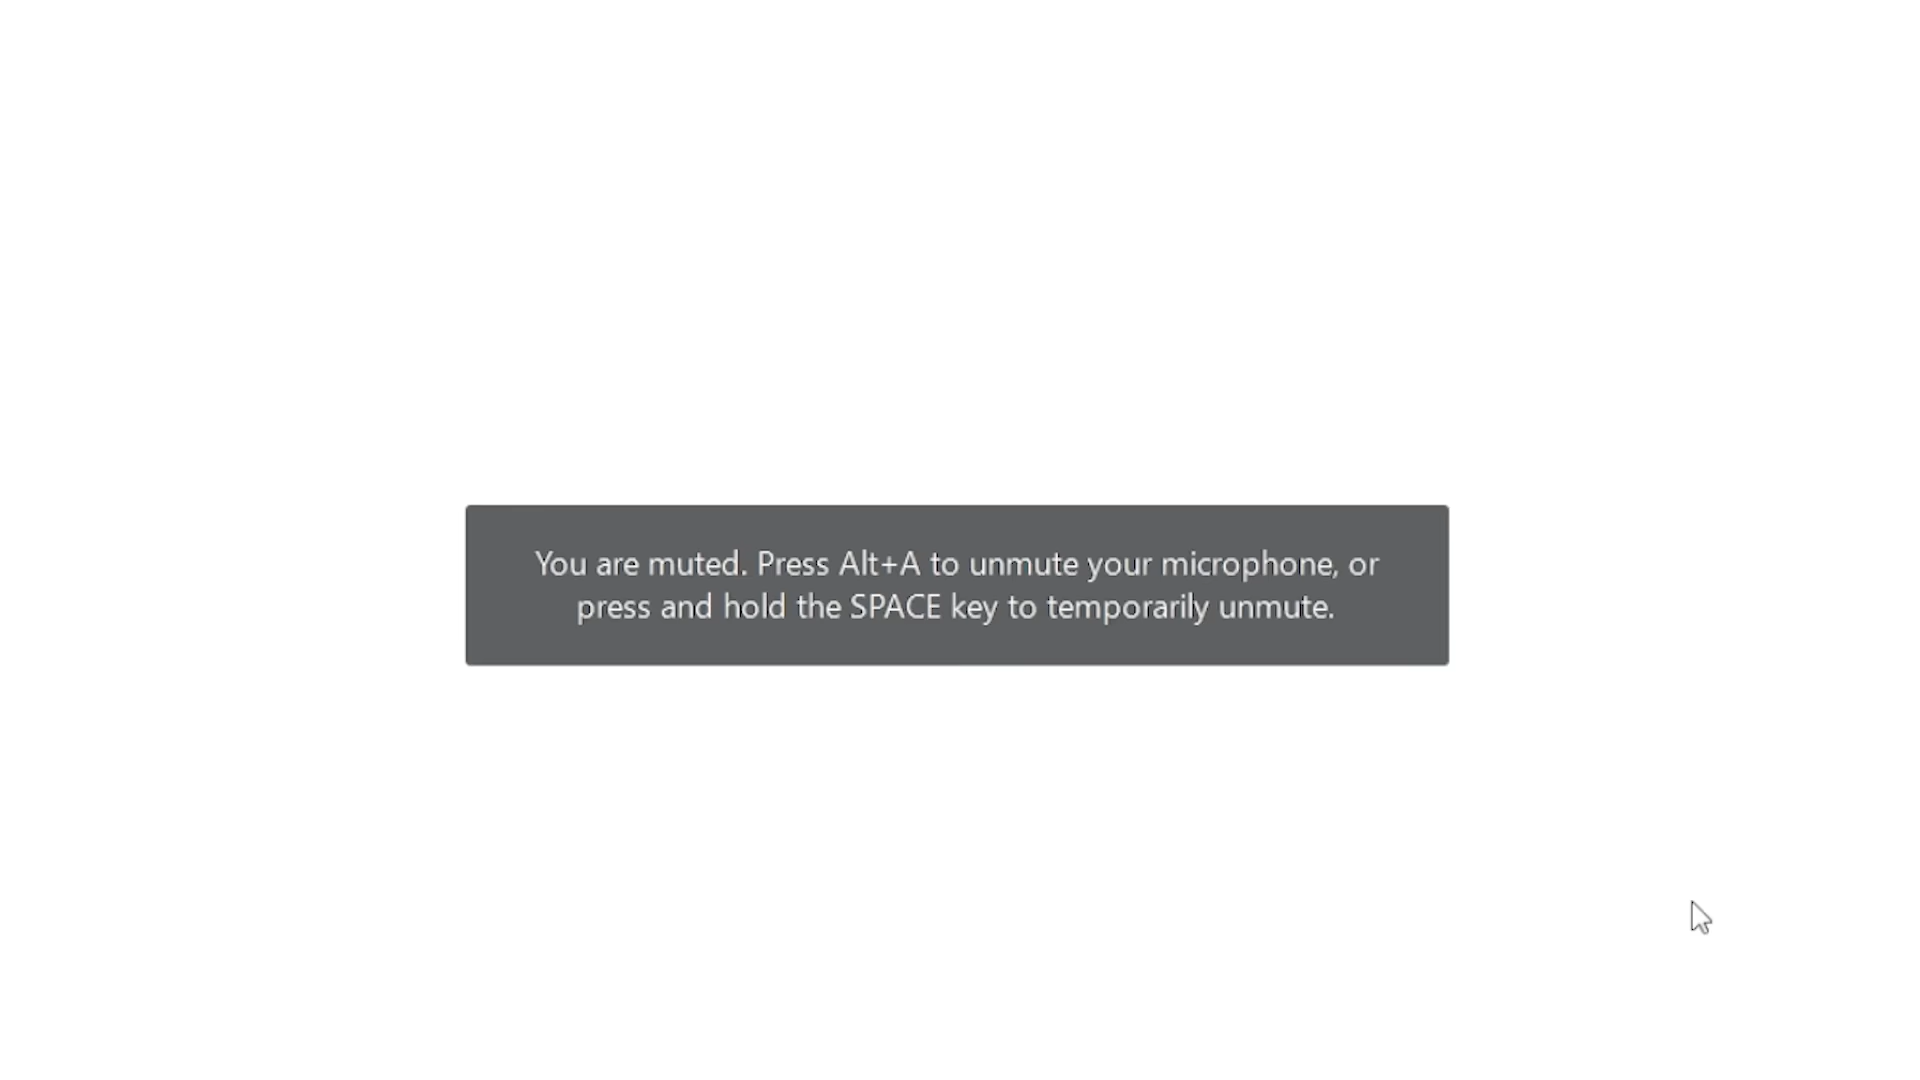 You are muted. Press Alt+A to unmute your microphone, or
press and hold the SPACE key to temporarily unmute.